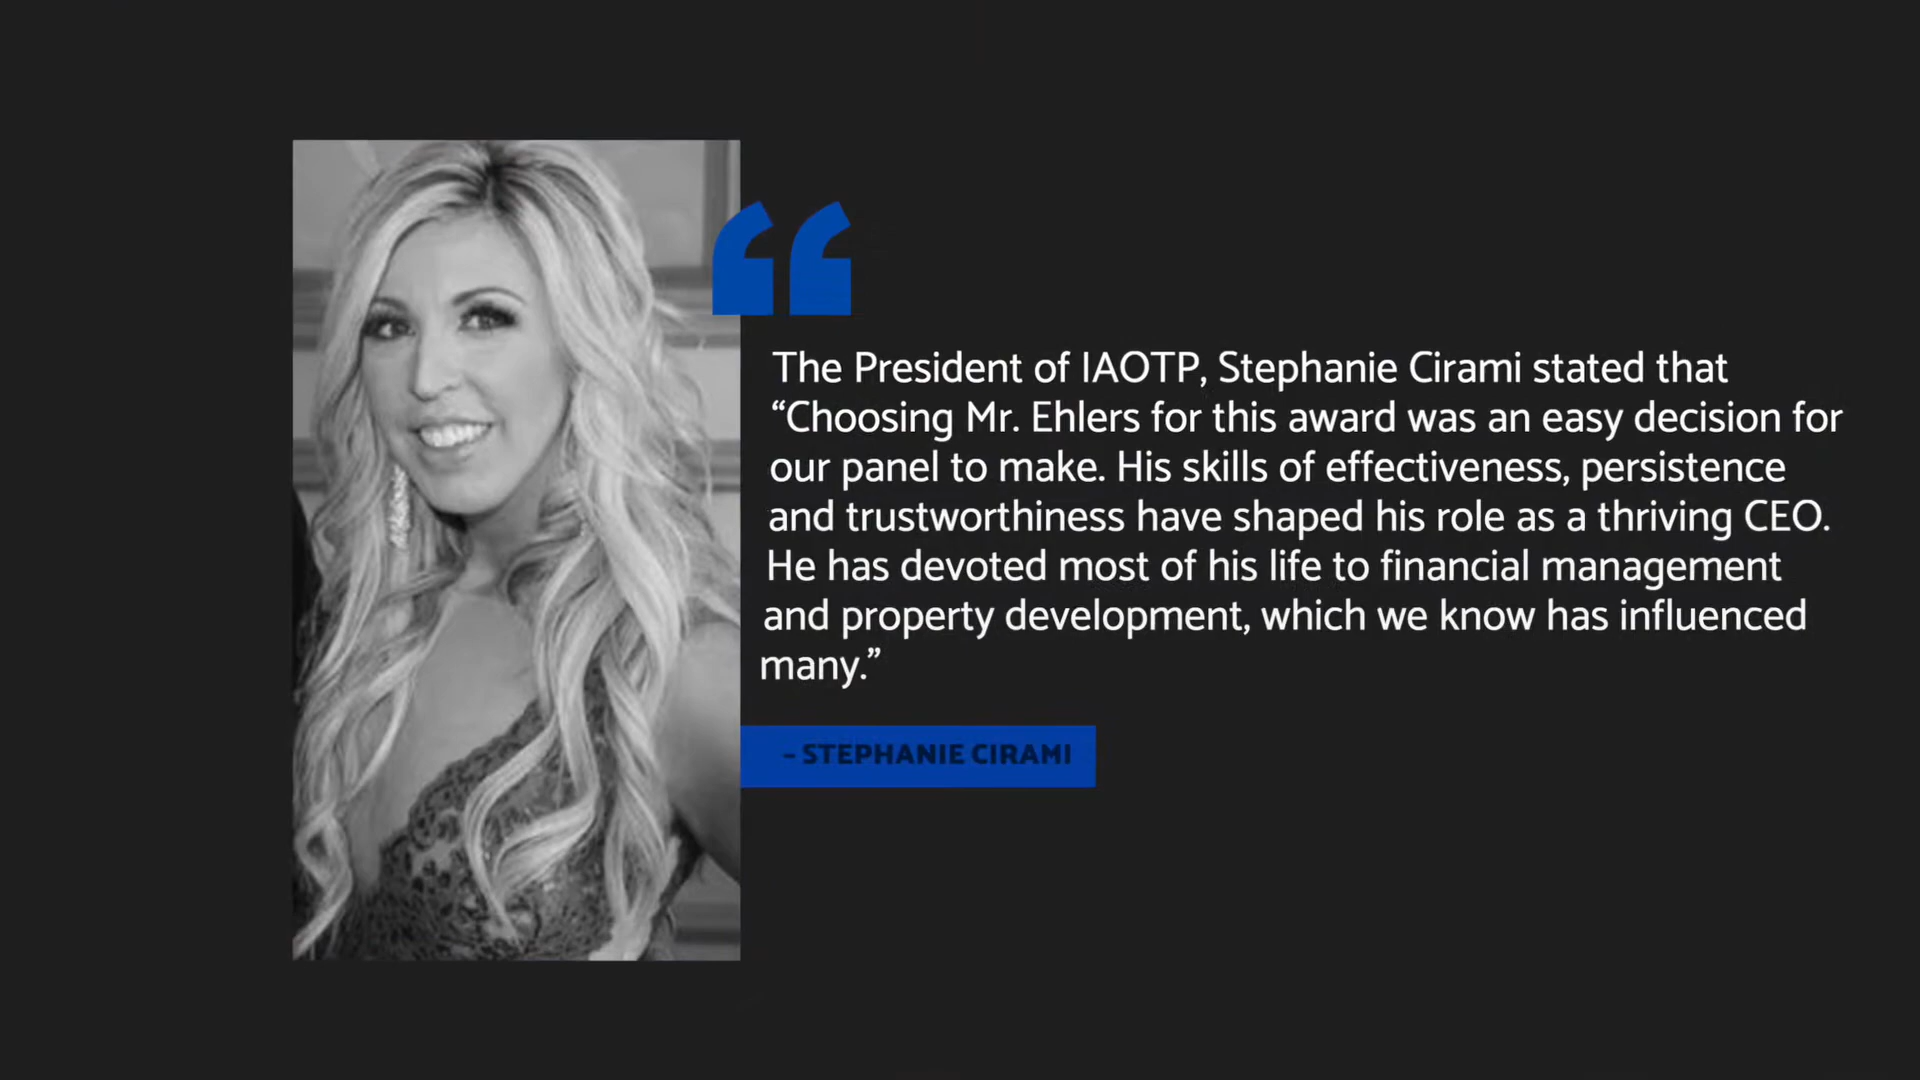 The President of IAOTP, Stephanie Cirami stated that
“Choosing Mr. Ehlers for this award was an easy decision for
our panel to make. His skills of effectiveness, persistence
and trustworthiness have shaped his role as a thriving CEO.
He has devoted most of his life to financial management
and property development, which we know has influenced
many.”
– STEPHANIE CIRAMI